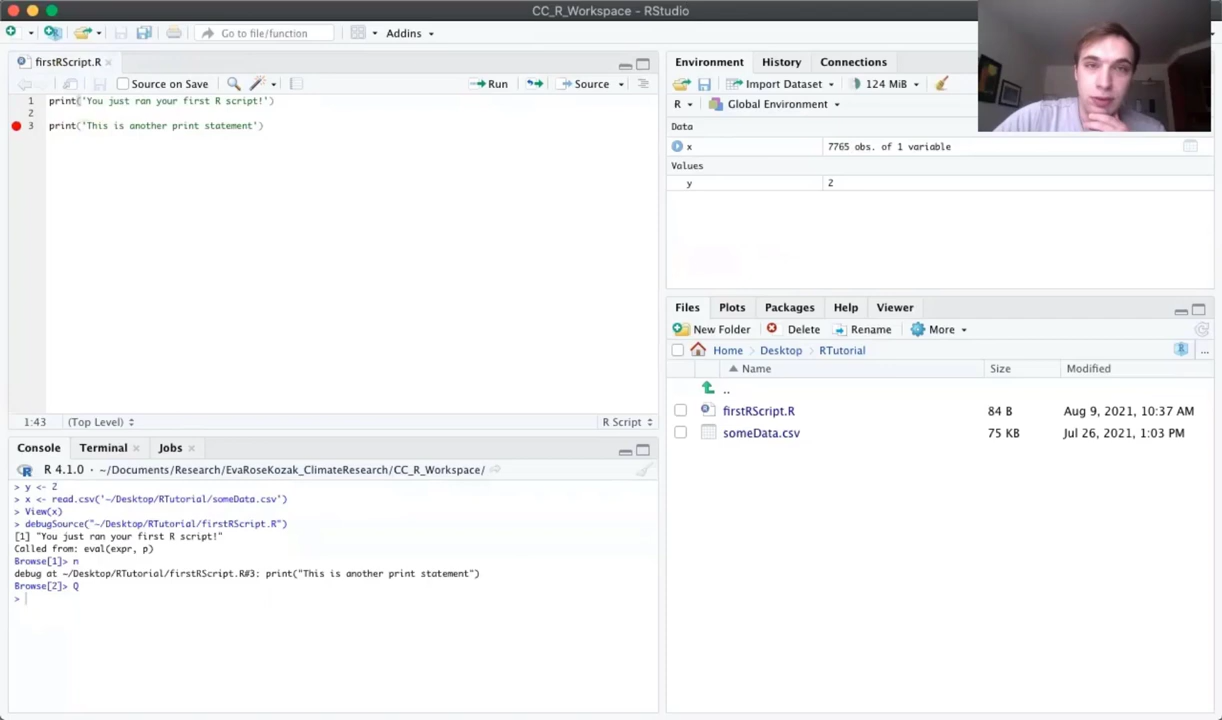 CC_R_Workspace - RStudio
Go to file/function
Addins
firstRScript.R
Source on Save
Run
Source
1 print('You just ran your first R script!')
2
3 print('This is another print statement')
1:43 (Top Level) R Script
Console Terminal Jobs
R 4.1.0 · ~/Documents/Research/EvaRoseKozak_ClimateResearch/CC_R_Workspace/
> y <- 2
> x <- read.csv('~/Desktop/RTutorial/someData.csv')
> View(x)
> debugSource("~/Desktop/RTutorial/firstRScript.R")
[1] "You just ran your first R script!"
Called from: eval(expr, p)
Browse[1]> n
debug at ~/Desktop/RTutorial/firstRScript.R#3: print("This is another print statement")
Browse[2]> Q
>
Environment History Connections
Import Dataset 124 MiB
R Global Environment
Data
x 7765 obs. of 1 variable
Values
y 2
Files Plots Packages Help Viewer
New Folder Delete Rename More
Home Desktop RTutorial
Name Size Modified
..
firstRScript.R 84 B Aug 9, 2021, 10:37 AM
someData.csv 75 KB Jul 26, 2021, 1:03 PM